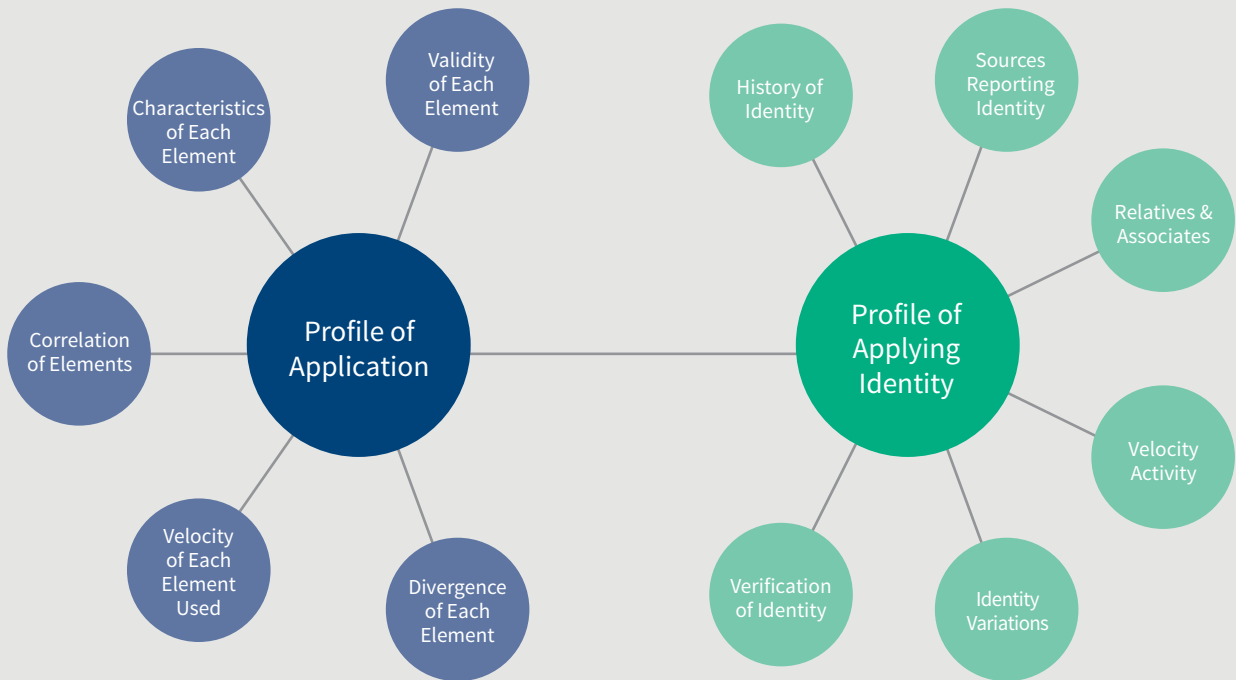 Validity
of Each
Element
Characteristics
of Each
Element
Correlation
of Elements
Profile of
Application
Velocity
of Each
Element
Used
Divergence
of Each
Element
History of
Identity
Sources
Reporting
Identity
Relatives &
Associates
Profile of
Applying
Identity
Velocity
Activity
Verification
of Identity
Identity
Variations